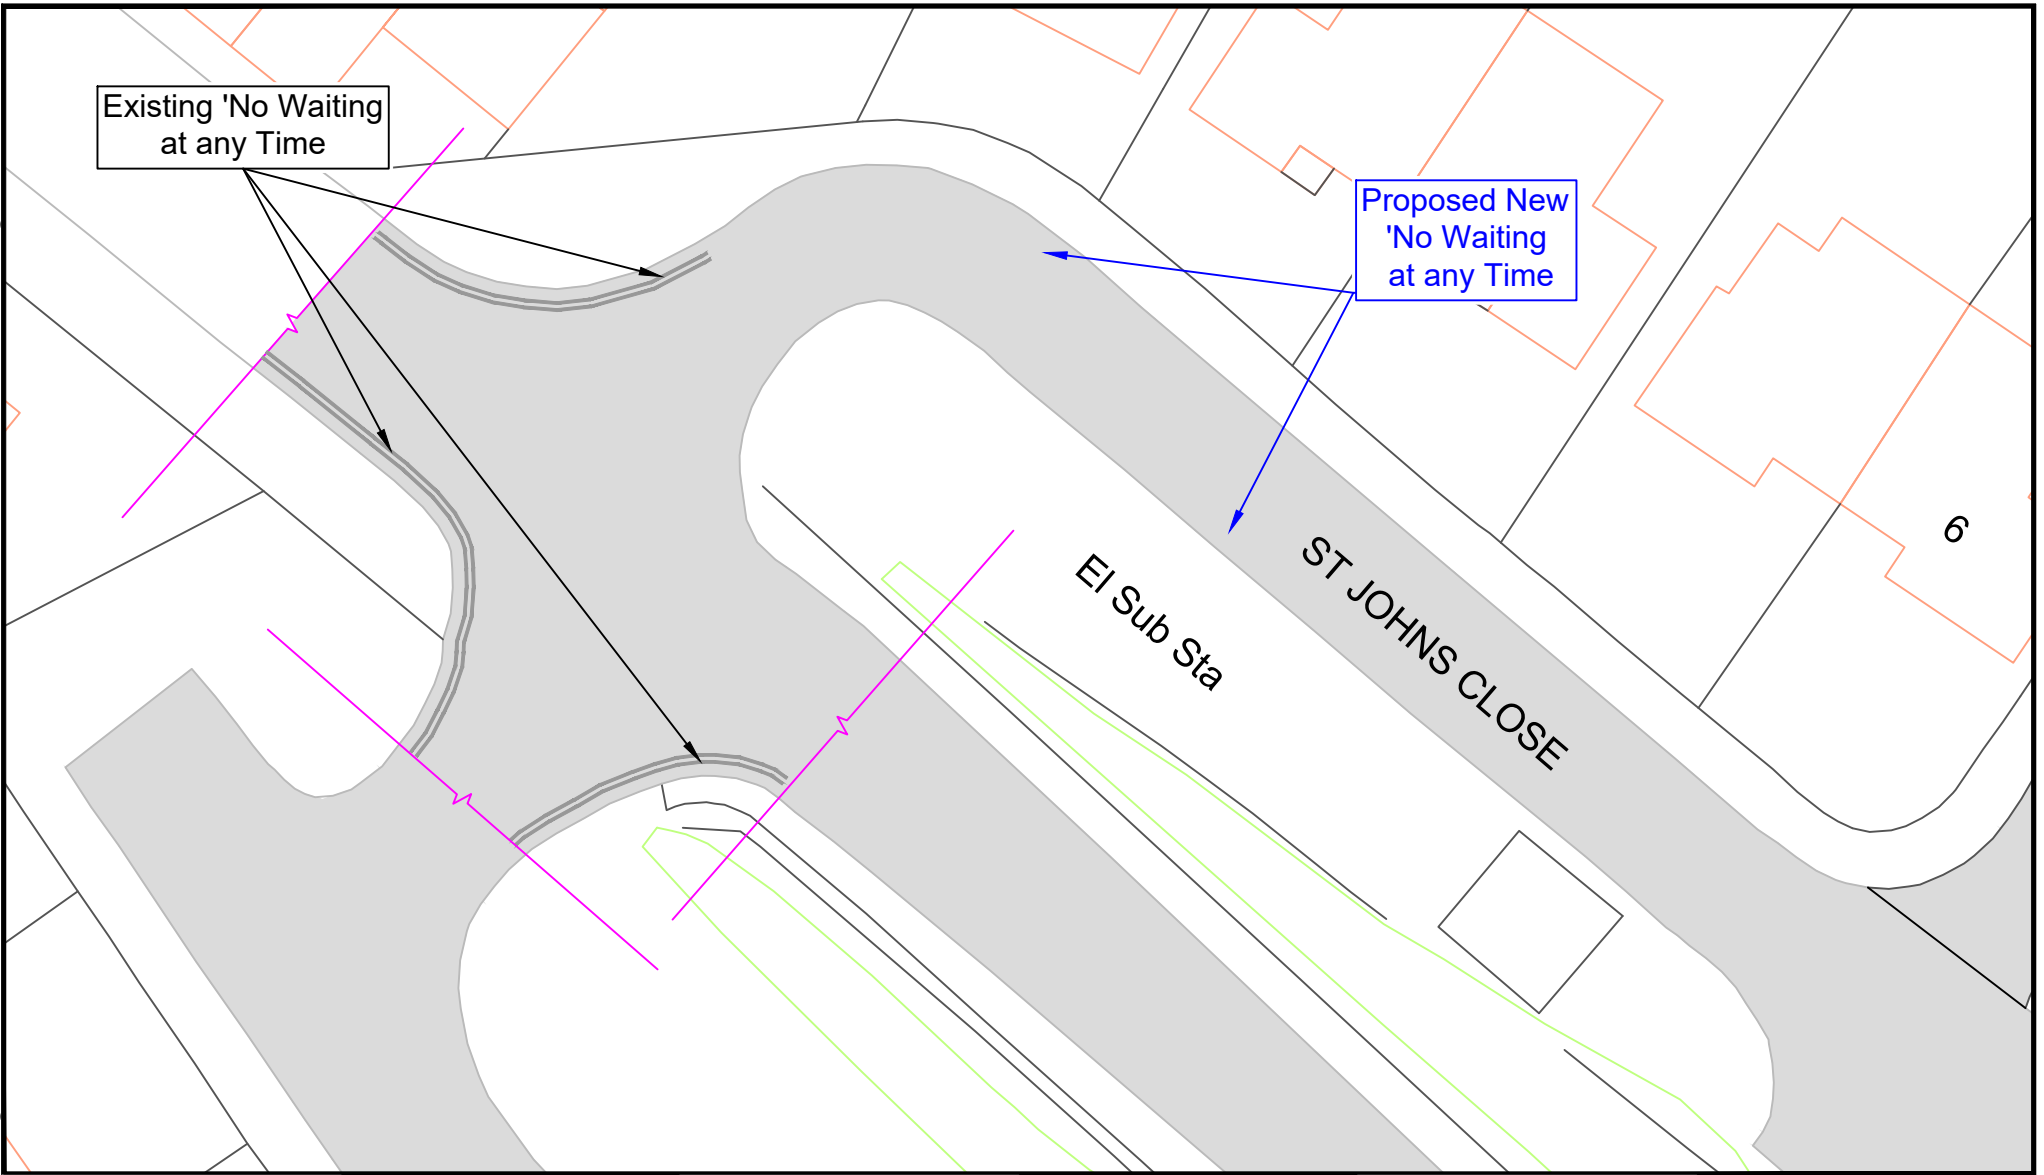 Existing 'No Waiting
at any Time
Proposed New
'No Waiting
at any Time
6
El Sub Sta
ST JOHNS CLOSE